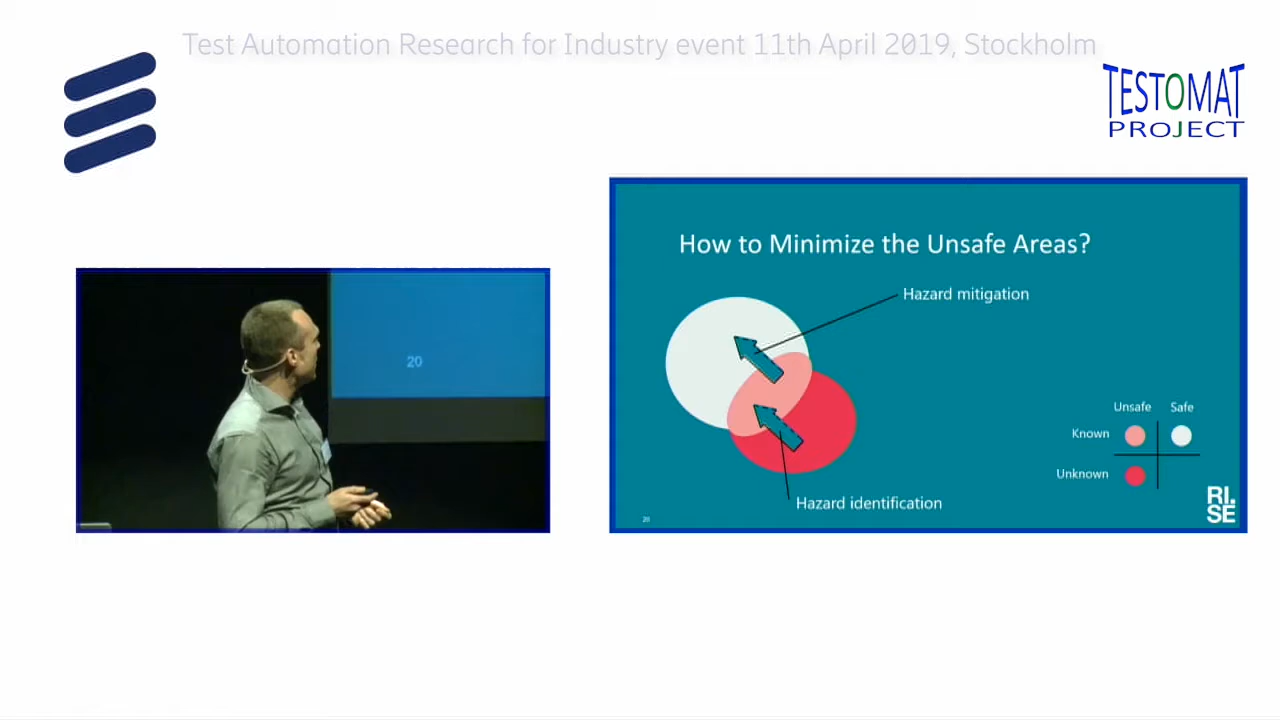 Test Automation Research for Industry event 11th April 2019, Stockholm
TESTOMAT
PROJECT
How to Minimize the Unsafe Areas?
Hazard mitigation
20
Unsafe Safe
Known
Unknown
Hazard identification
20
RI.
SE